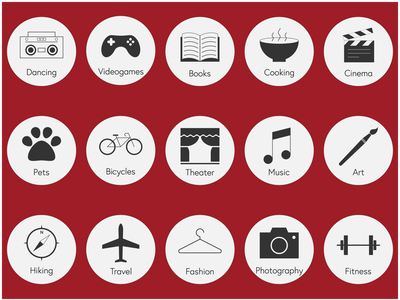 Dancing
Videogames
Books
Cooking
Cinema
Pets
Bicycles
Theater
Music
Art
N
Hiking
Travel
Fashion
Photography
Fitness